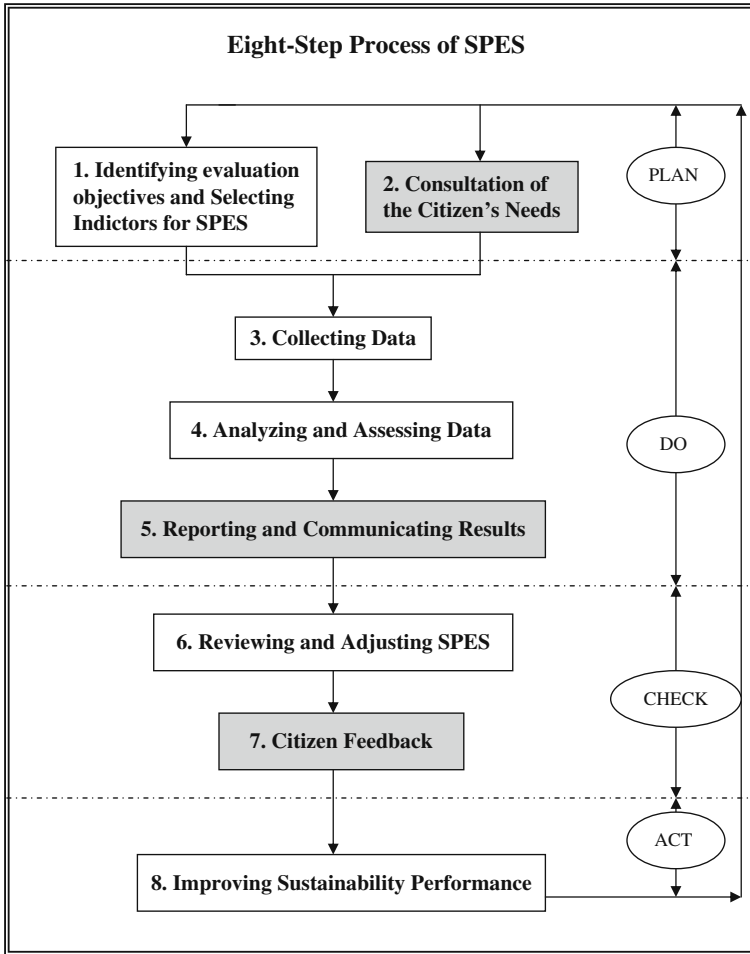 Eight-Step Process of SPES
1. Identifying evaluation
objectives and Selecting
Indictors for SPES
2. Consultation of
the Citizen's Needs
PLAN
3. Collecting Data
4. Analyzing and Assessing Data
DO
5. Reporting and Communicating Results
6. Reviewing and Adjusting SPES
CHECK
7. Citizen Feedback
ACT
8. Improving Sustainability Performance